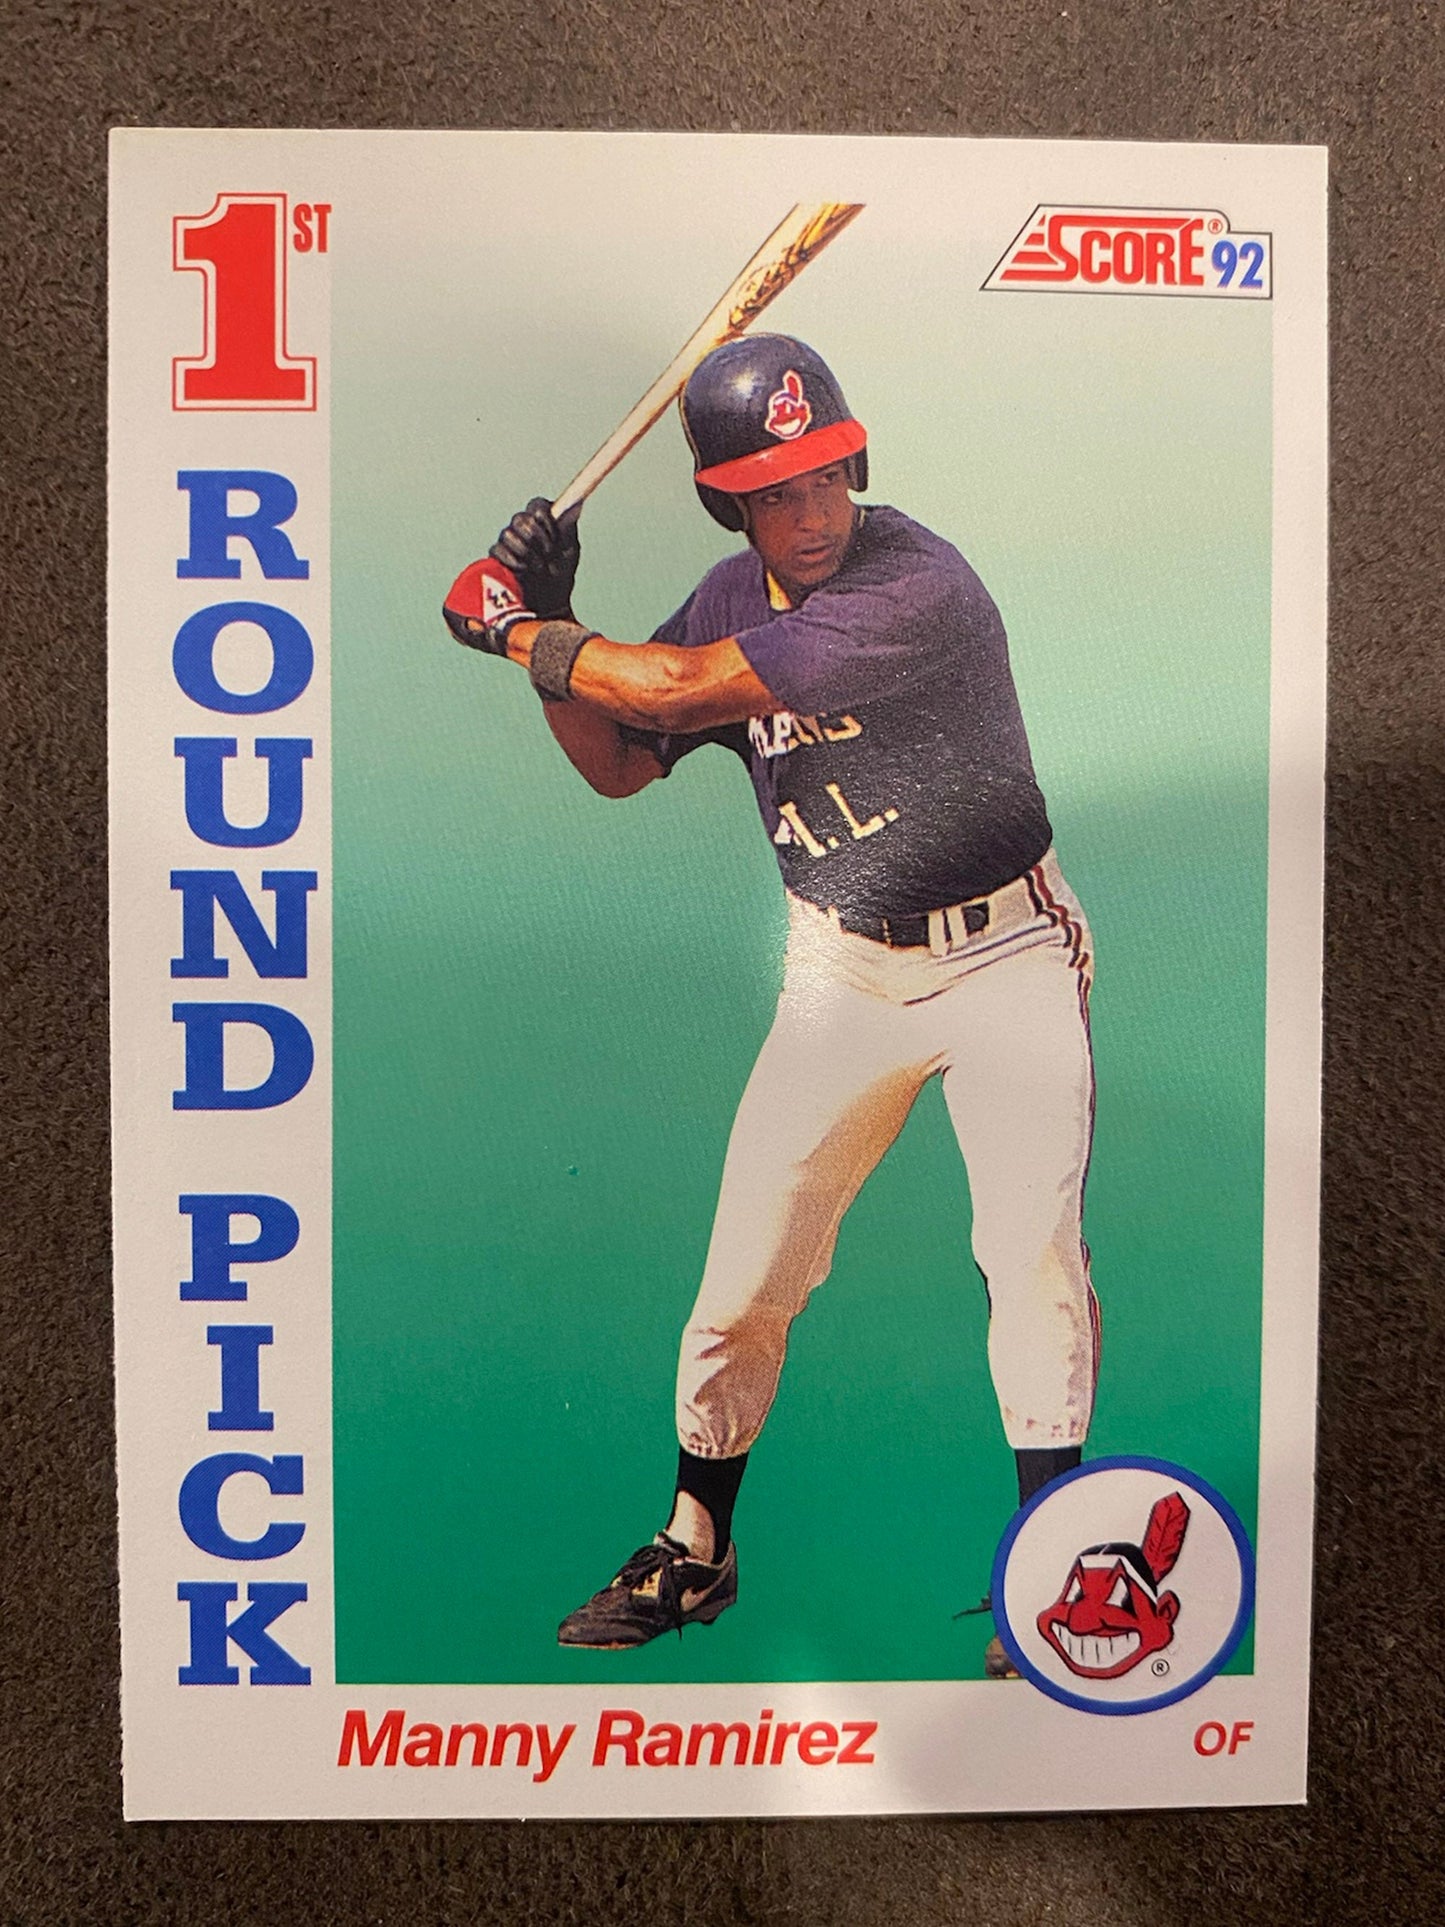 1ST
ROUND PICK
SCORE® 92
M.L.
®
Manny Ramirez
OF